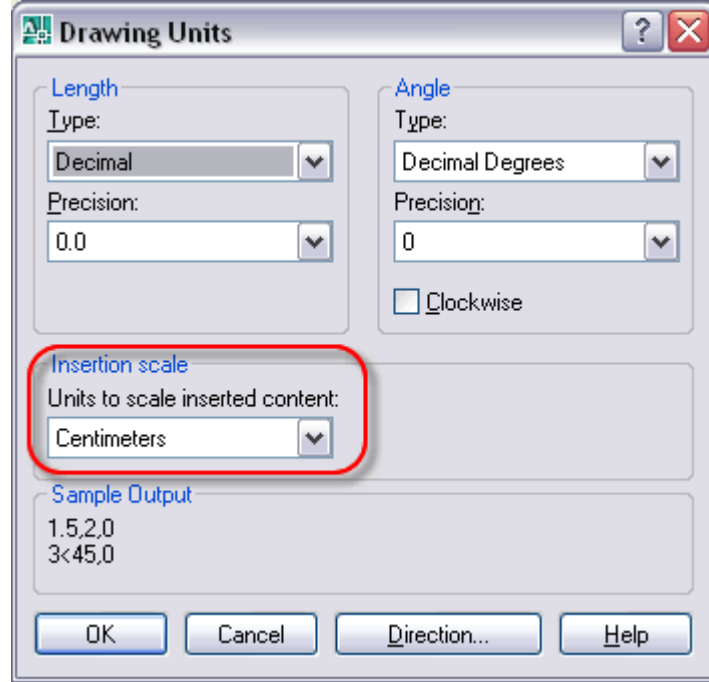 Drawing Units
Length
Type:
Decimal
Precision:
0.0
Angle
Type:
Decimal Degrees
Precision:
0
Clockwise
Insertion scale
Units to scale inserted content:
Centimeters
Sample Output
1.5,2,0
3<45,0
OK Cancel Direction... Help